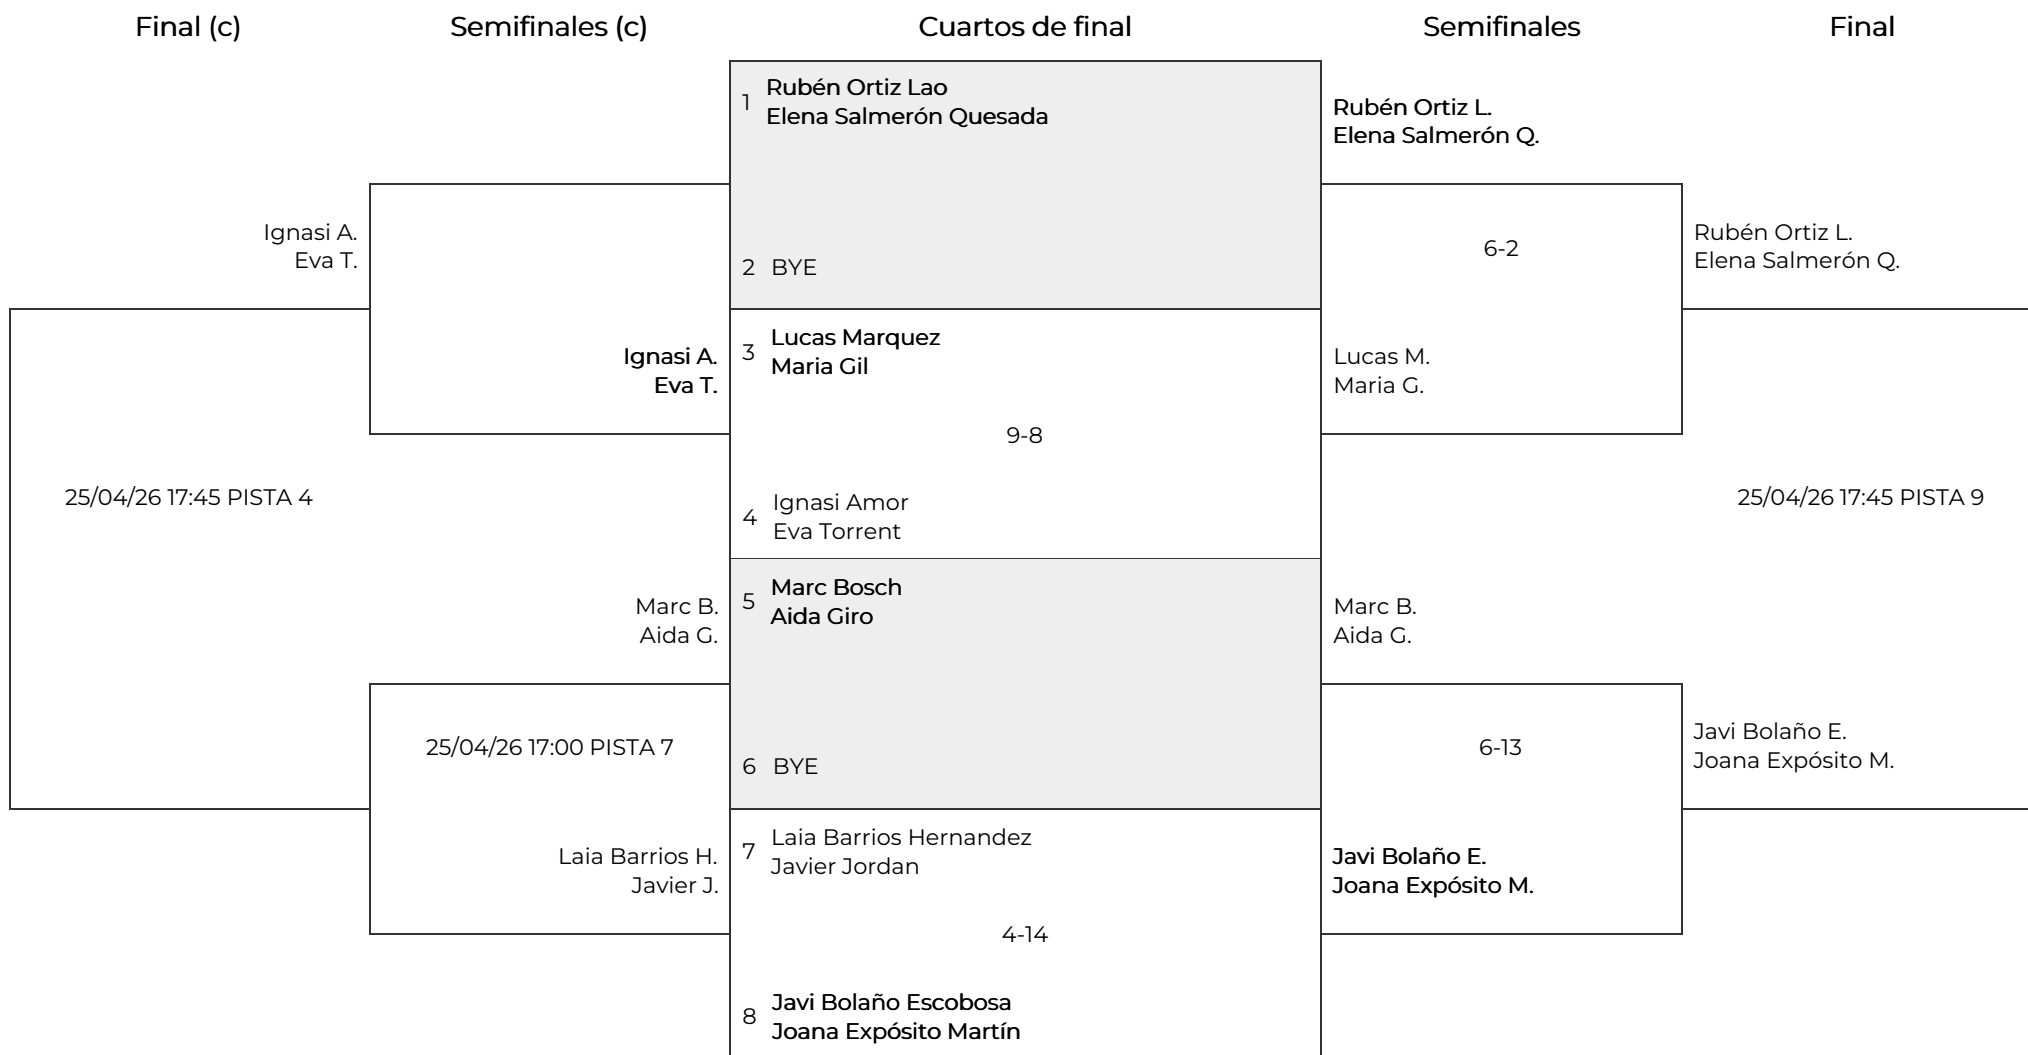 Final (c)
Semifinales (c)
Cuartos de final
Semifinales
Final
Ignasi A.
Eva T.
25/04/26 17:45 PISTA 4
Ignasi A.
Eva T.
Marc B.
Aida G.
25/04/26 17:00 PISTA 7
Laia Barrios H.
Javier J.
1 Rubén Ortiz Lao
Elena Salmerón Quesada
2 BYE
3 Lucas Marquez
Maria Gil
9-8
4 Ignasi Amor
Eva Torrent
5 Marc Bosch
Aida Giro
6 BYE
7 Laia Barrios Hernandez
Javier Jordan
4-14
8 Javi Bolaño Escobosa
Joana Expósito Martín
Rubén Ortiz L.
Elena Salmerón Q.
6-2
Lucas M.
Maria G.
Marc B.
Aida G.
6-13
Javi Bolaño E.
Joana Expósito M.
Rubén Ortiz L.
Elena Salmerón Q.
25/04/26 17:45 PISTA 9
Javi Bolaño E.
Joana Expósito M.